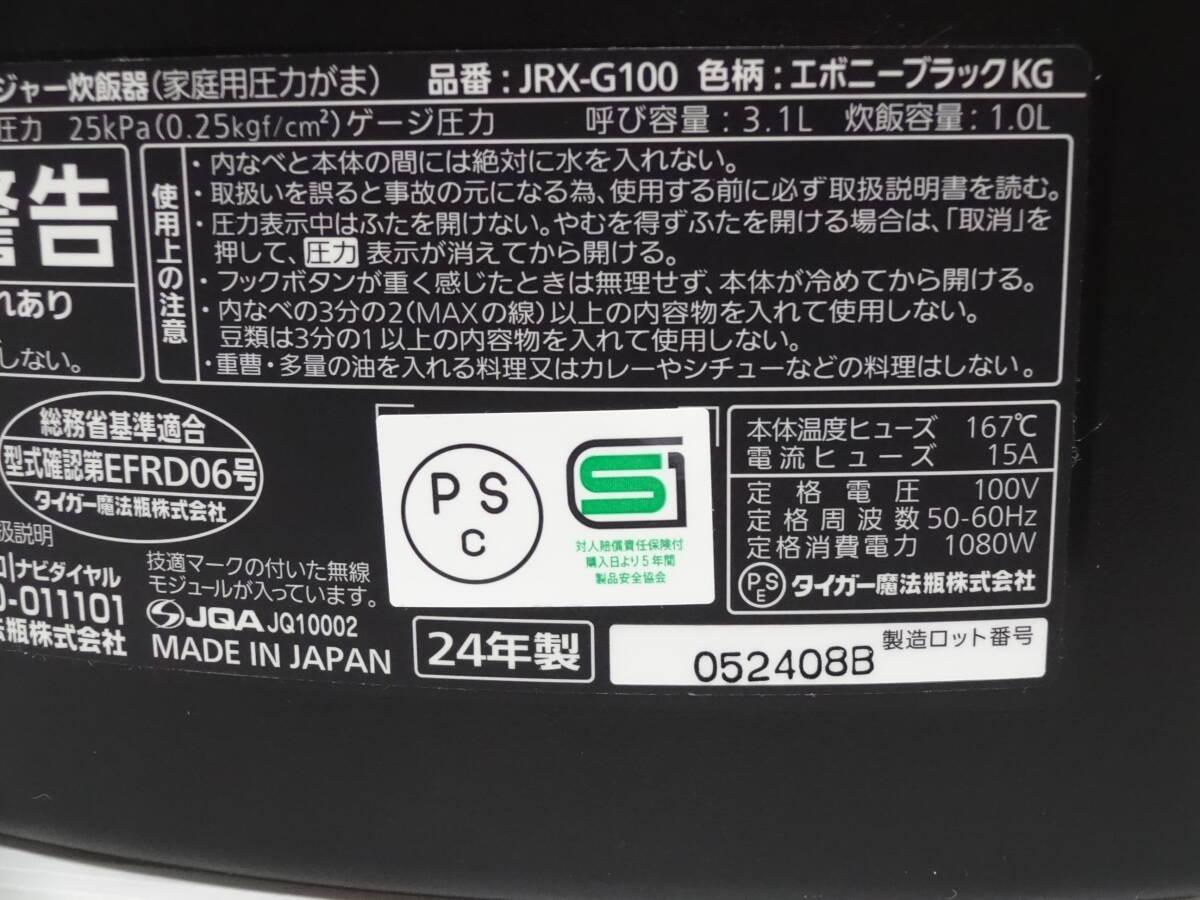 ジャー炊飯器(家庭用圧力がま) 品番:JRX-G100 色柄:エボニーブラックKG
圧力 25kPa(0.25kgf/cm²)ゲージ圧力 呼び容量:3.1L 炊飯容量:1.0L
警告
れあり
しない。
使用上の注意
・内なべと本体の間には絶対に水を入れない。
・取扱いを誤ると事故の元になる為、使用する前に必ず取扱説明書を読む。
・圧力表示中はふたを開けない。やむを得ずふたを開ける場合は、「取消」を
押して、圧力 表示が消えてから開ける。
・フックボタンが重く感じたときは無理せず、本体が冷めてから開ける。
・内なべの3分の2(MAXの線)以上の内容物を入れて使用しない。
豆類は3分の1以上の内容物を入れて使用しない。
・重曹・多量の油を入れる料理又はカレーやシチューなどの料理はしない。
総務省基準適合
型式確認第EFRD06号
タイガー魔法瓶株式会社
扱説明
ナビダイヤル
0-011101
瓶株式会社
技適マークの付いた無線
モジュールが入っています。
JQA JQ10002
MADE IN JAPAN
PS
C
S1
対人賠償責任保険付
購入日より5年間
製品安全協会
24年製
本体温度ヒューズ 167℃
電流ヒューズ 15A
定格電圧 100V
定格周波数 50-60Hz
定格消費電力 1080W
PSE タイガー魔法瓶株式会社
052408B 製造ロット番号